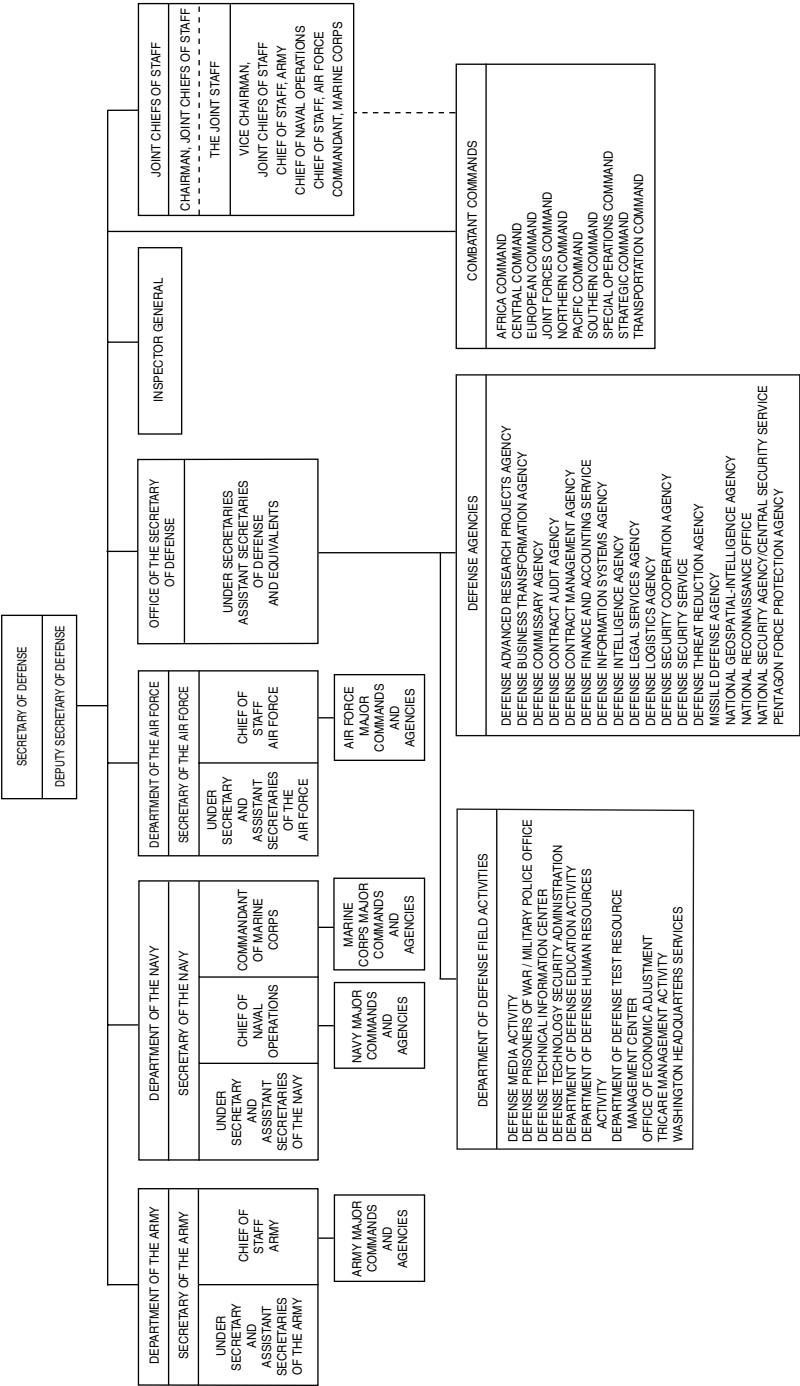 SECRETARY OF DEFENSE
DEPUTY SECRETARY OF DEFENSE
DEPARTMENT OF THE ARMY
SECRETARY OF THE ARMY
UNDER
SECRETARY
AND
ASSISTANT
SECRETARIES
OF THE ARMY
CHIEF OF
STAFF
ARMY
ARMY MAJOR
COMMANDS
AND
AGENCIES
DEPARTMENT OF THE NAVY
SECRETARY OF THE NAVY
UNDER
SECRETARY
AND
ASSISTANT
SECRETARIES
OF THE NAVY
CHIEF OF
NAVAL
OPERATIONS
COMMANDANT
OF MARINE
CORPS
NAVY MAJOR
COMMANDS
AND
AGENCIES
MARINE
CORPS MAJOR
COMMANDS
AND
AGENCIES
DEPARTMENT OF THE AIR FORCE
SECRETARY OF THE AIR FORCE
UNDER
SECRETARY
AND
ASSISTANT
SECRETARIES
OF THE
AIR FORCE
CHIEF OF
STAFF
AIR FORCE
AIR FORCE
MAJOR
COMMANDS
AND
AGENCIES
OFFICE OF THE SECRETARY
OF DEFENSE
UNDER SECRETARIES
ASSISTANT SECRETARIES
OF DEFENSE
AND EQUIVALENTS
INSPECTOR GENERAL
JOINT CHIEFS OF STAFF
CHAIRMAN, JOINT CHIEFS OF STAFF
THE JOINT STAFF
VICE CHAIRMAN,
JOINT CHIEFS OF STAFF
CHIEF OF STAFF, ARMY
CHIEF OF NAVAL OPERATIONS
CHIEF OF STAFF, AIR FORCE
COMMANDANT, MARINE CORPS
DEPARTMENT OF DEFENSE FIELD ACTIVITIES
DEFENSE MEDIA ACTIVITY
DEFENSE PRISONERS OF WAR / MILITARY POLICE OFFICE
DEFENSE TECHNICAL INFORMATION CENTER
DEFENSE TECHNOLOGY SECURITY ADMINISTRATION
DEPARTMENT OF DEFENSE EDUCATION ACTIVITY
DEPARTMENT OF DEFENSE HUMAN RESOURCES
ACTIVITY
DEPARTMENT OF DEFENSE TEST RESOURCE
MANAGEMENT CENTER
OFFICE OF ECONOMIC ADJUSTMENT
TRICARE MANAGEMENT ACTIVITY
WASHINGTON HEADQUARTERS SERVICES
DEFENSE AGENCIES
DEFENSE ADVANCED RESEARCH PROJECTS AGENCY
DEFENSE BUSINESS TRANSFORMATION AGENCY
DEFENSE COMMISSARY AGENCY
DEFENSE CONTRACT AUDIT AGENCY
DEFENSE CONTRACT MANAGEMENT AGENCY
DEFENSE FINANCE AND ACCOUNTING SERVICE
DEFENSE INFORMATION SYSTEMS AGENCY
DEFENSE INTELLIGENCE AGENCY
DEFENSE LEGAL SERVICES AGENCY
DEFENSE LOGISTICS AGENCY
DEFENSE SECURITY COOPERATION AGENCY
DEFENSE SECURITY SERVICE
DEFENSE THREAT REDUCTION AGENCY
MISSILE DEFENSE AGENCY
NATIONAL GEOSPATIAL-INTELLIGENCE AGENCY
NATIONAL RECONNAISSANCE OFFICE
NATIONAL SECURITY AGENCY/CENTRAL SECURITY SERVICE
PENTAGON FORCE PROTECTION AGENCY
COMBATANT COMMANDS
AFRICA COMMAND
CENTRAL COMMAND
EUROPEAN COMMAND
JOINT FORCES COMMAND
NORTHERN COMMAND
PACIFIC COMMAND
SOUTHERN COMMAND
SPECIAL OPERATIONS COMMAND
STRATEGIC COMMAND
TRANSPORTATION COMMAND